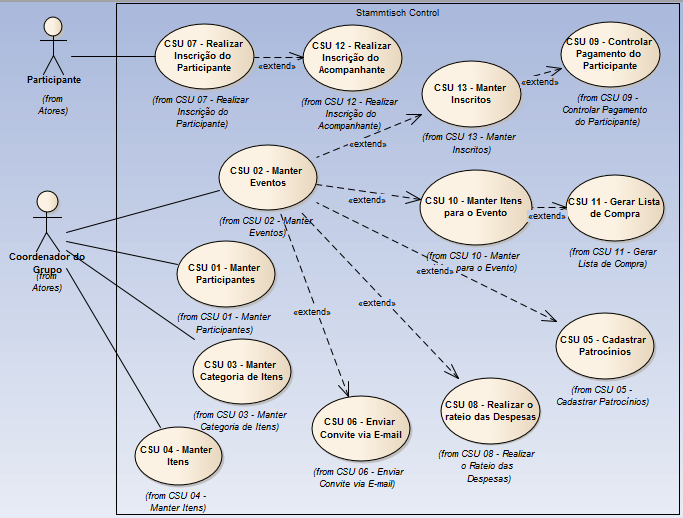 Stammtisch Control
Participante
(from
Atores)
CSU 07 - Realizar
Inscrição do
Participante
(from CSU 07 - Realizar
Inscrição do
Participante)
«extend»
CSU 12 - Realizar
Inscrição do
Acompanhante
(from CSU 12 - Realizar
Inscrição do
Acompanhante)
CSU 09 - Controlar
Pagamento do
Participante
(from CSU 09 -
Controlar Pagamento
do Participante)
«extend»
CSU 13 - Manter
Inscritos
(from CSU 13 - Manter
Inscritos)
«extend»
CSU 02 - Manter
Eventos
(from CSU 02 - Manter
Eventos)
«extend»
CSU 10 - Manter Itens
para o Evento
(from CSU 10 - Manter
para o Evento)
«extend»
CSU 11 - Gerar Lista
de Compra
(from CSU 11 - Gerar
Lista de Compra)
Coordenador do
Grupo
(from
Atores)
CSU 01 - Manter
Participantes
(from CSU 01 - Manter
Participantes)
«extend»
«extend»
«extend»
CSU 05 - Cadastrar
Patrocínios
(from CSU 05 -
Cadastrar Patrocínios)
CSU 03 - Manter
Categoria de Itens
(from CSU 03 - Manter
Categoria de Itens)
CSU 04 - Manter
Itens
(from CSU 04 -
Manter Itens)
CSU 06 - Enviar
Convite via E-mail
(from CSU 06 - Enviar
Convite via E-mail)
CSU 08 - Realizar o
rateio das Despesas
(from CSU 08 - Realizar
o Rateio das
Despesas)